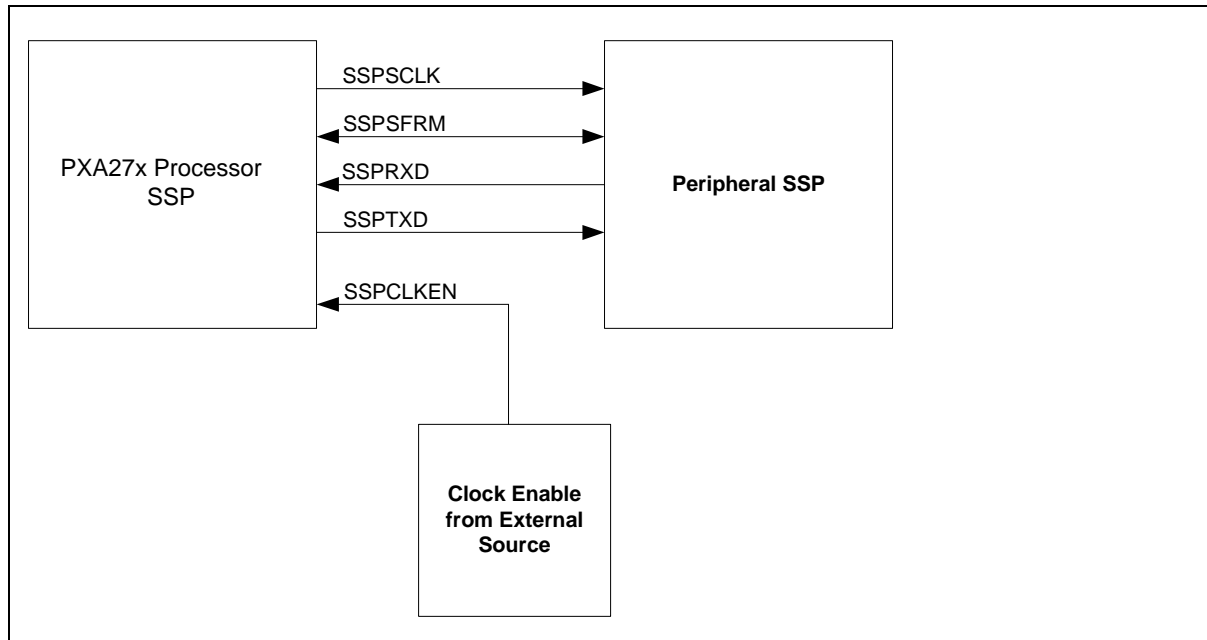 PXA27x Processor
SSP
SSPSCLK
SSPSFRM
SSPRXD
SSPTXD
SSPCLKEN
Peripheral SSP
Clock Enable
from External
Source